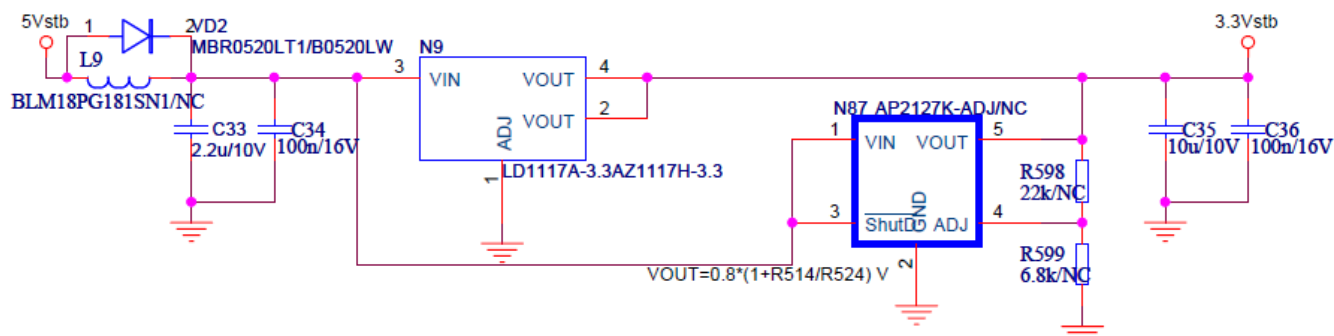 5Vstb
1
2
VD2
MBR0520LT1/B0520LW
L9
BLM18PG181SN1/NC
C33
2.2u/10V
C34
100n/16V
N9
3
VIN
VOUT
4
VOUT
2
ADJ
1
LD1117A-3.3AZ1117H-3.3
N87 AP2127K-ADJ/NC
1
VIN
VOUT
5
3
ShutD
GND
ADJ
4
2
VOUT=0.8*(1+R514/R524) V
R598
22k/NC
R599
6.8k/NC
3.3Vstb
C35
10u/10V
C36
100n/16V